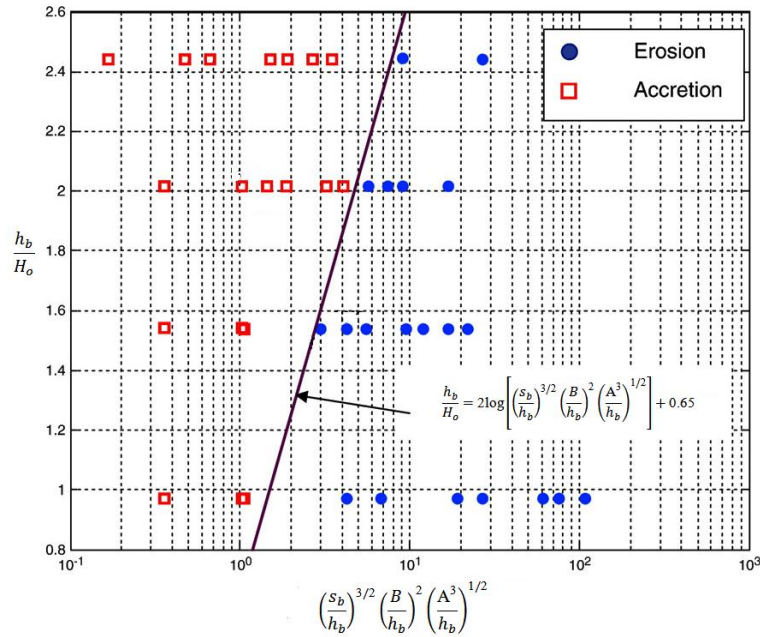 2.6
2.4
2.2
2
1.8
1.6
1.4
1.2
1
0.8
h_b/H_o
Erosion
Accretion
h_b/H_o = 2log[(s_b/h_b)^{3/2} (B/h_b)^2 (A^3/h_b)^{1/2}] + 0.65
10^{-1} 10^0 10^1 10^2 10^3
(s_b/h_b)^{3/2} (B/h_b)^2 (A^3/h_b)^{1/2}